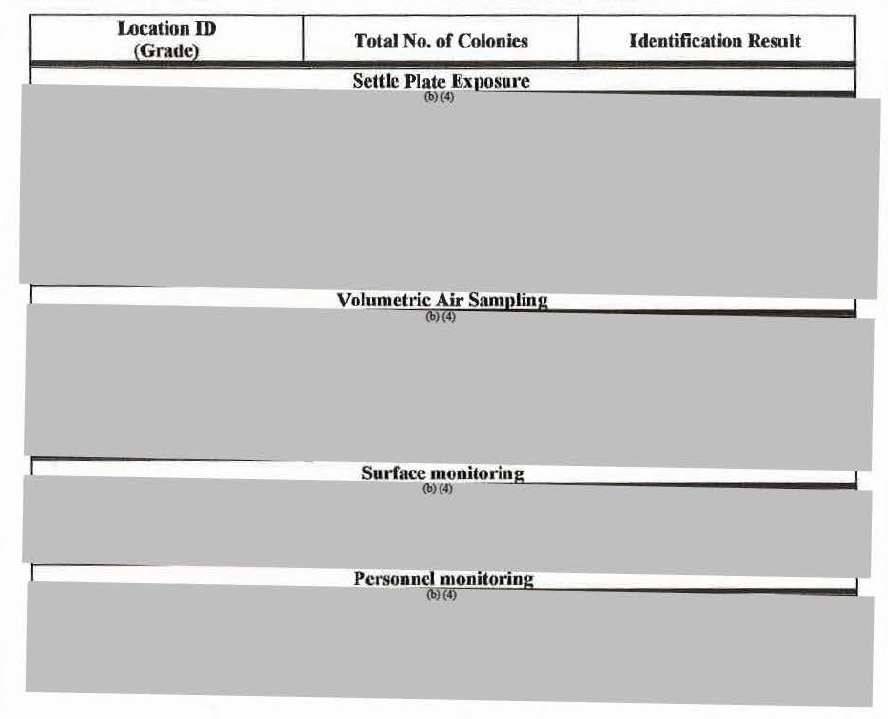 Location ID
(Grade)
Total No. of Colonies
Identification Result
Settle Plate Exposure
(b) (4)
Volumetric Air Sampling
(b) (4)
Surface monitoring
(b) (4)
Personnel monitoring
(b) (4)